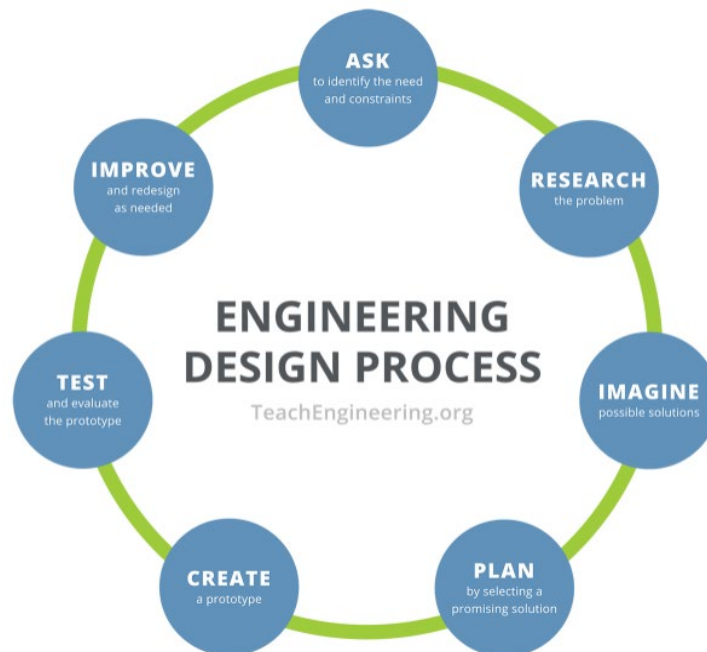 ASK
to identify the need
and constraints
RESEARCH
the problem
IMAGINE
possible solutions
PLAN
by selecting a
promising solution
CREATE
a prototype
TEST
and evaluate
the prototype
IMPROVE
and redesign
as needed
ENGINEERING
DESIGN PROCESS
TeachEngineering.org